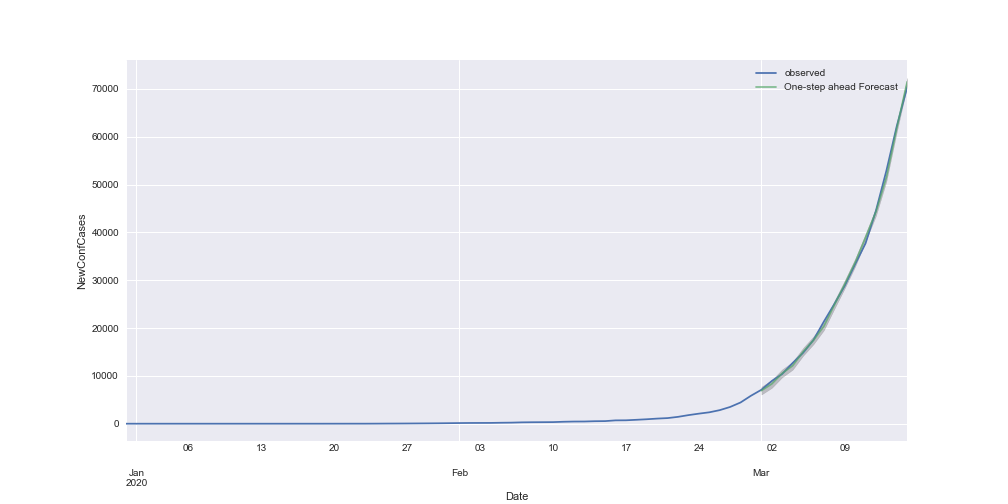 observed
One-step ahead Forecast
70000
60000
50000
40000
30000
20000
10000
0
NewConfCases
06 13 20 27 03 10 17 24 02 09
Jan Feb Mar
2020
Date